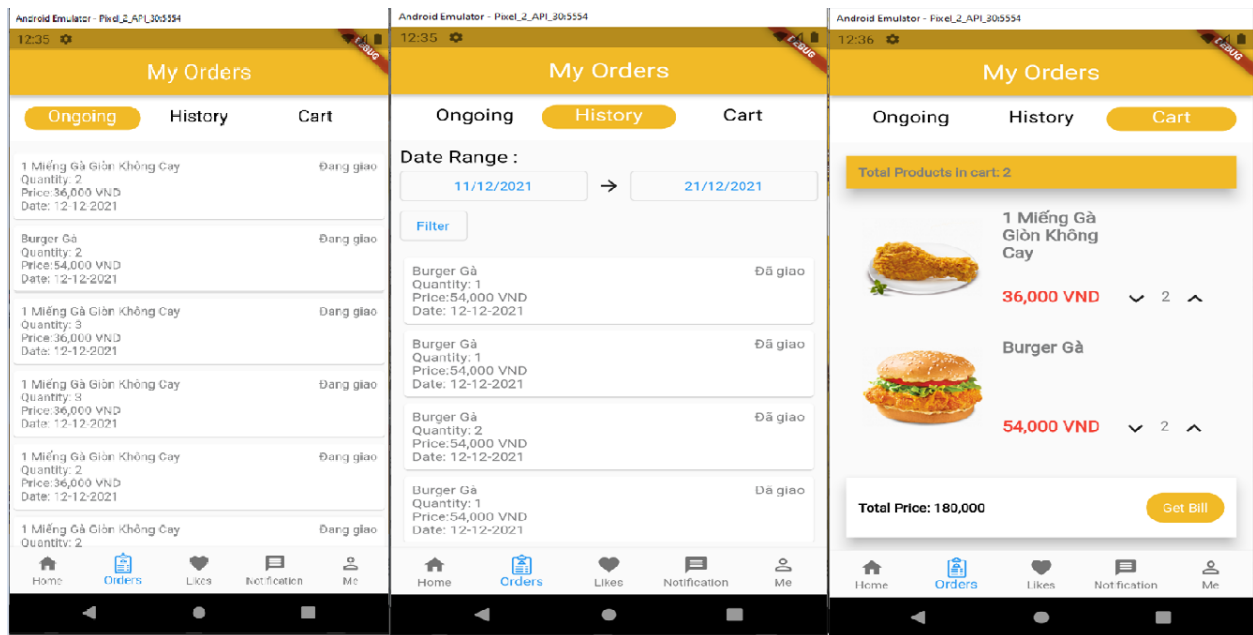 Android Emulator - Pixel_2_API_30:5554
12:35
DEBUG
My Orders
Ongoing History Cart
1 Miếng Gà Giòn Không Cay Đang giao
Quantity: 2
Price:36,000 VND
Date: 12-12-2021
Burger Gà Đang giao
Quantity: 2
Price:54,000 VND
Date: 12-12-2021
1 Miếng Gà Giòn Không Cay Đang giao
Quantity: 3
Price:36,000 VND
Date: 12-12-2021
1 Miếng Gà Giòn Không Cay Đang giao
Quantity: 3
Price:36,000 VND
Date: 12-12-2021
1 Miếng Gà Giòn Không Cay Đang giao
Quantity: 2
Price:36,000 VND
Date: 12-12-2021
1 Miếng Gà Giòn Không Cay Đang giao
Quantity: 2
Home Orders Likes Notification Me
Android Emulator - Pixel_2_API_30:5554
12:35
DEBUG
My Orders
Ongoing History Cart
Date Range :
11/12/2021 → 21/12/2021
Filter
Burger Gà Đã giao
Quantity: 1
Price:54,000 VND
Date: 12-12-2021
Burger Gà Đã giao
Quantity: 1
Price:54,000 VND
Date: 12-12-2021
Burger Gà Đã giao
Quantity: 2
Price:54,000 VND
Date: 12-12-2021
Burger Gà Đã giao
Quantity: 1
Price:54,000 VND
Date: 12-12-2021
Home Orders Likes Notification Me
Android Emulator - Pixel_2_API_30:5554
12:36
DEBUG
My Orders
Ongoing History Cart
Total Products In cart: 2
1 Miếng Gà
Giòn Không
Cay
36,000 VND 2
Burger Gà
54,000 VND 2
Total Price: 180,000 Get Bill
Home Orders Likes Notification Me